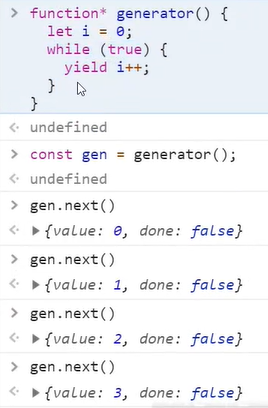 function* generator() {
let i = 0;
while (true) {
yield i++;
}
}
undefined
const gen = generator();
undefined
gen.next()
{value: 0, done: false}
gen.next()
{value: 1, done: false}
gen.next()
{value: 2, done: false}
gen.next()
{value: 3, done: false}